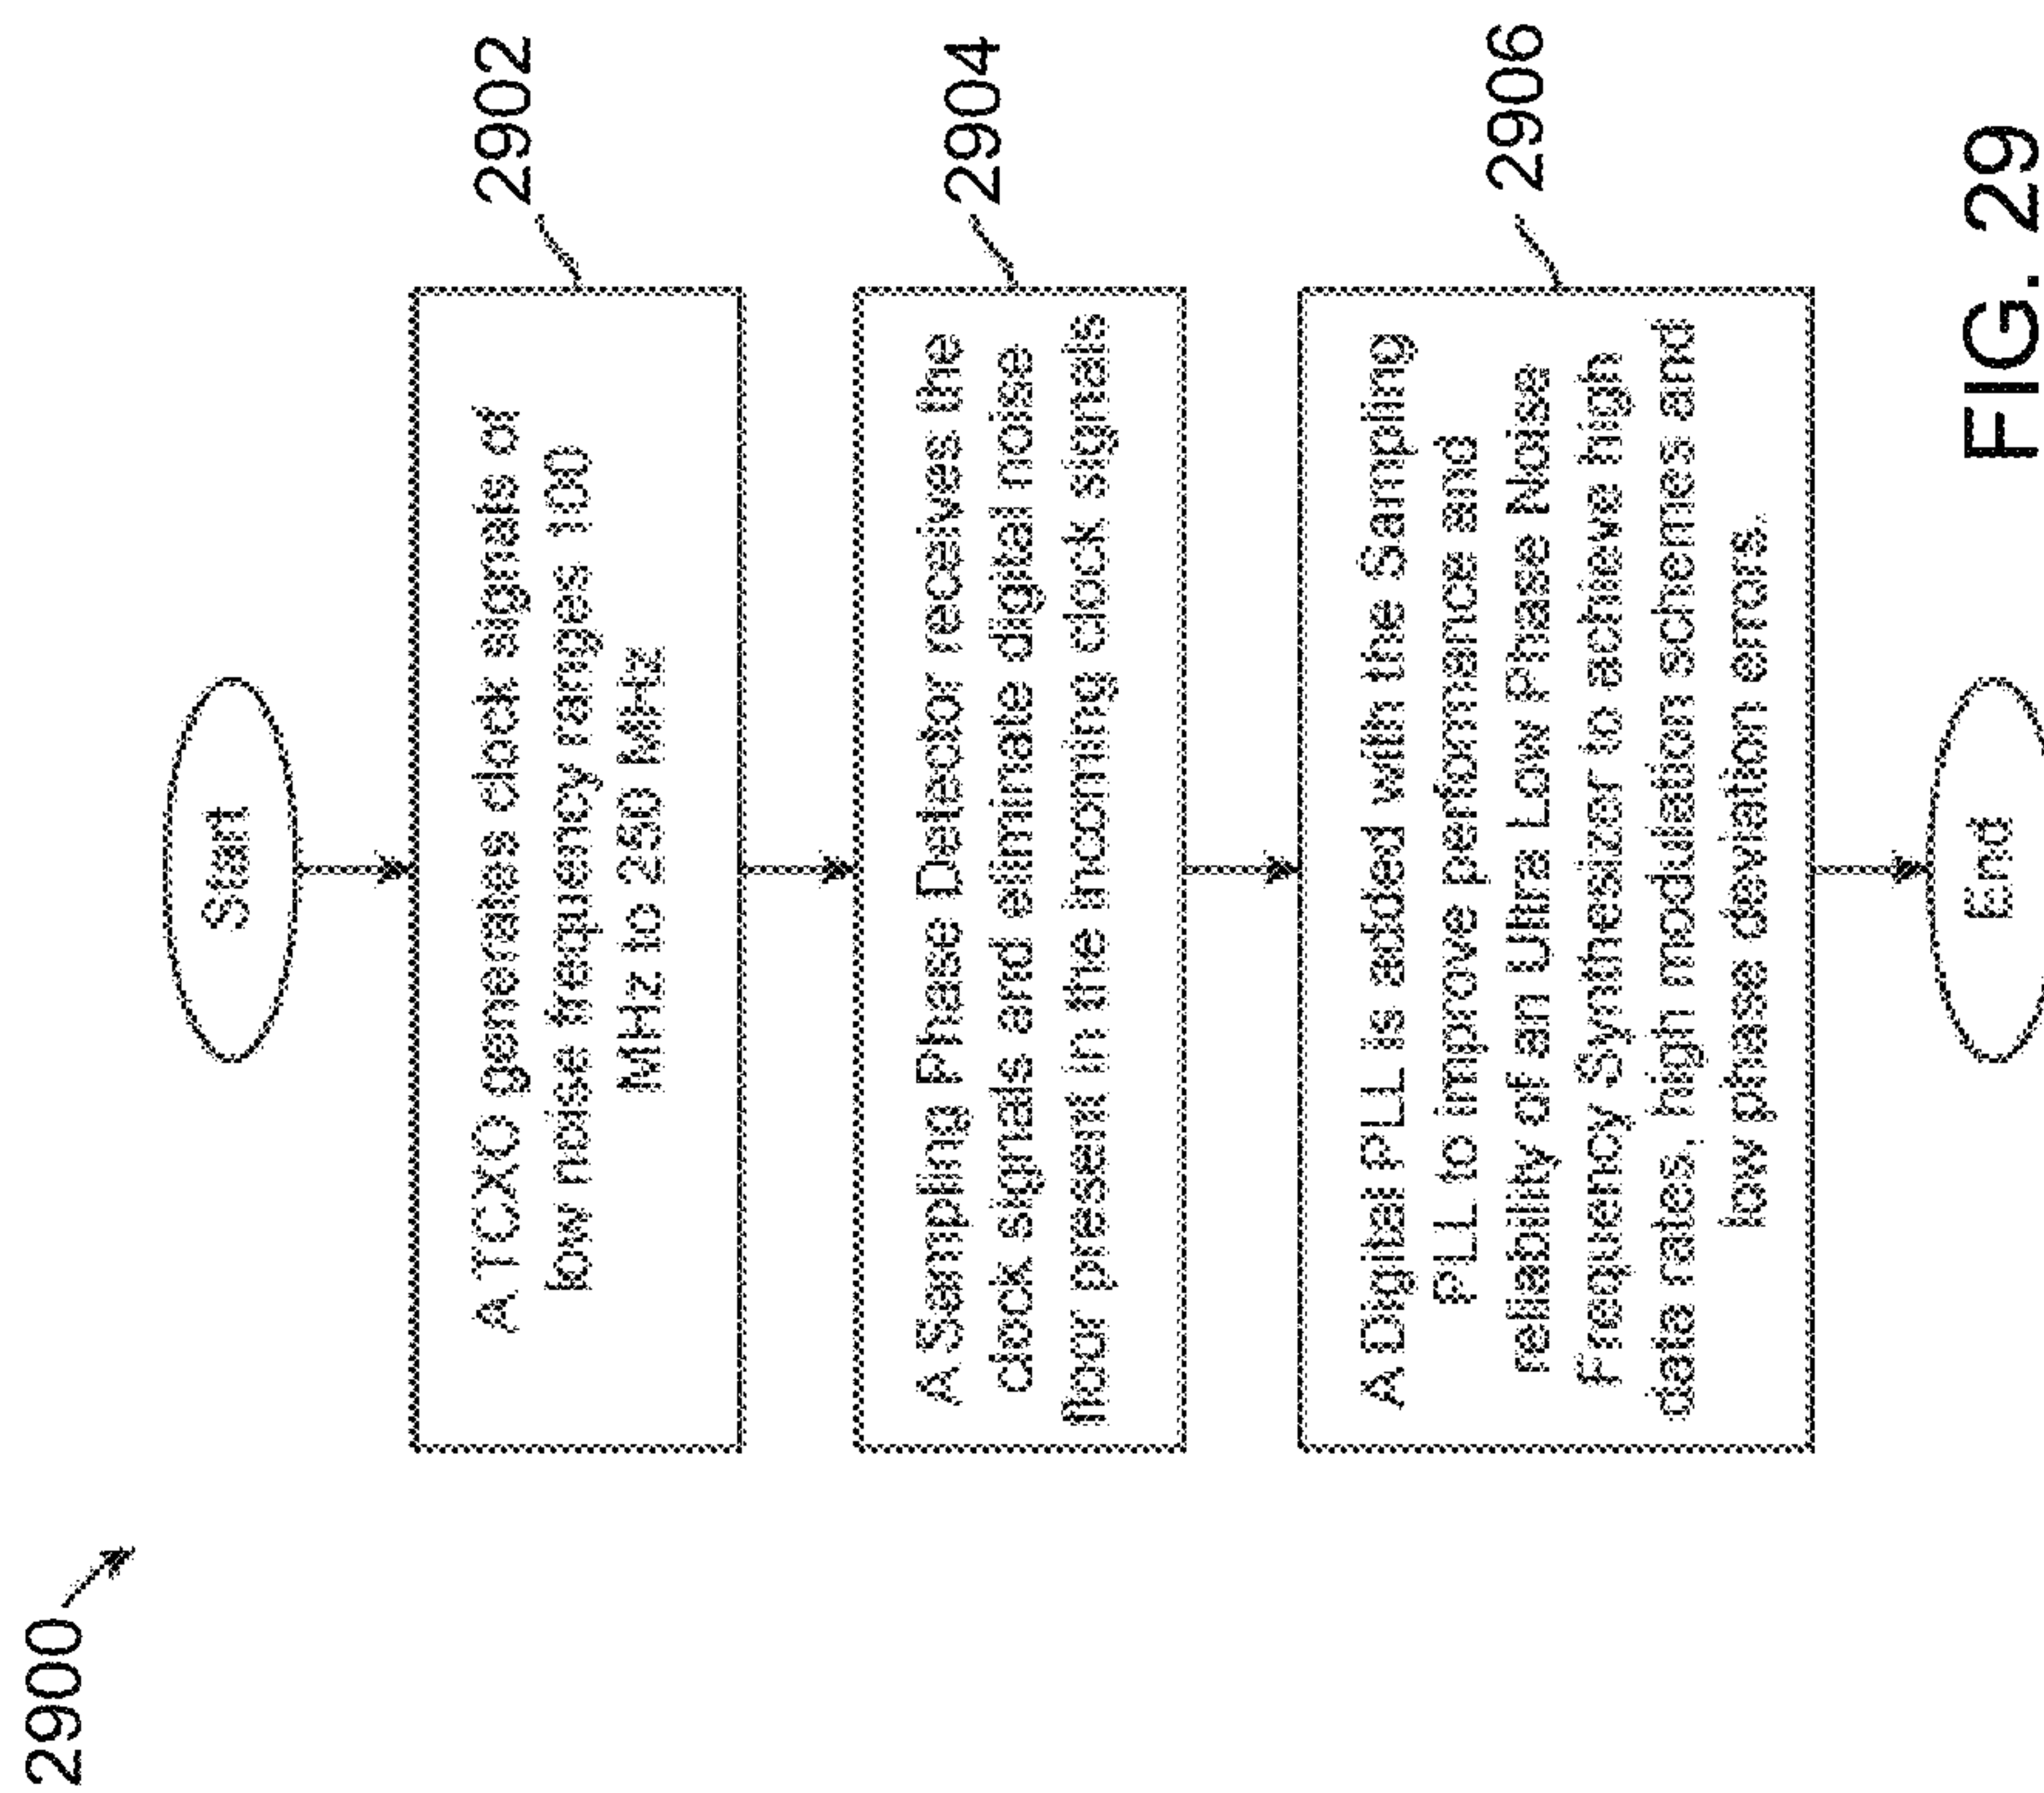 2900
Start
A TCXO generates clock signals of
low noise frequency ranges 100
MHz to 250 MHz
2902
A Sampling Phase Detector receives the
clock signals and eliminate digital noise
floor present in the incoming clock signals
2904
A Digital PLL is added with the Sampling
PLL to improve performance and
reliability of an Ultra Low Phase Noise
Frequency Synthesizer to achieve high
data rates, high modulation schemes and
low phase deviation errors.
2906
End
FIG. 29